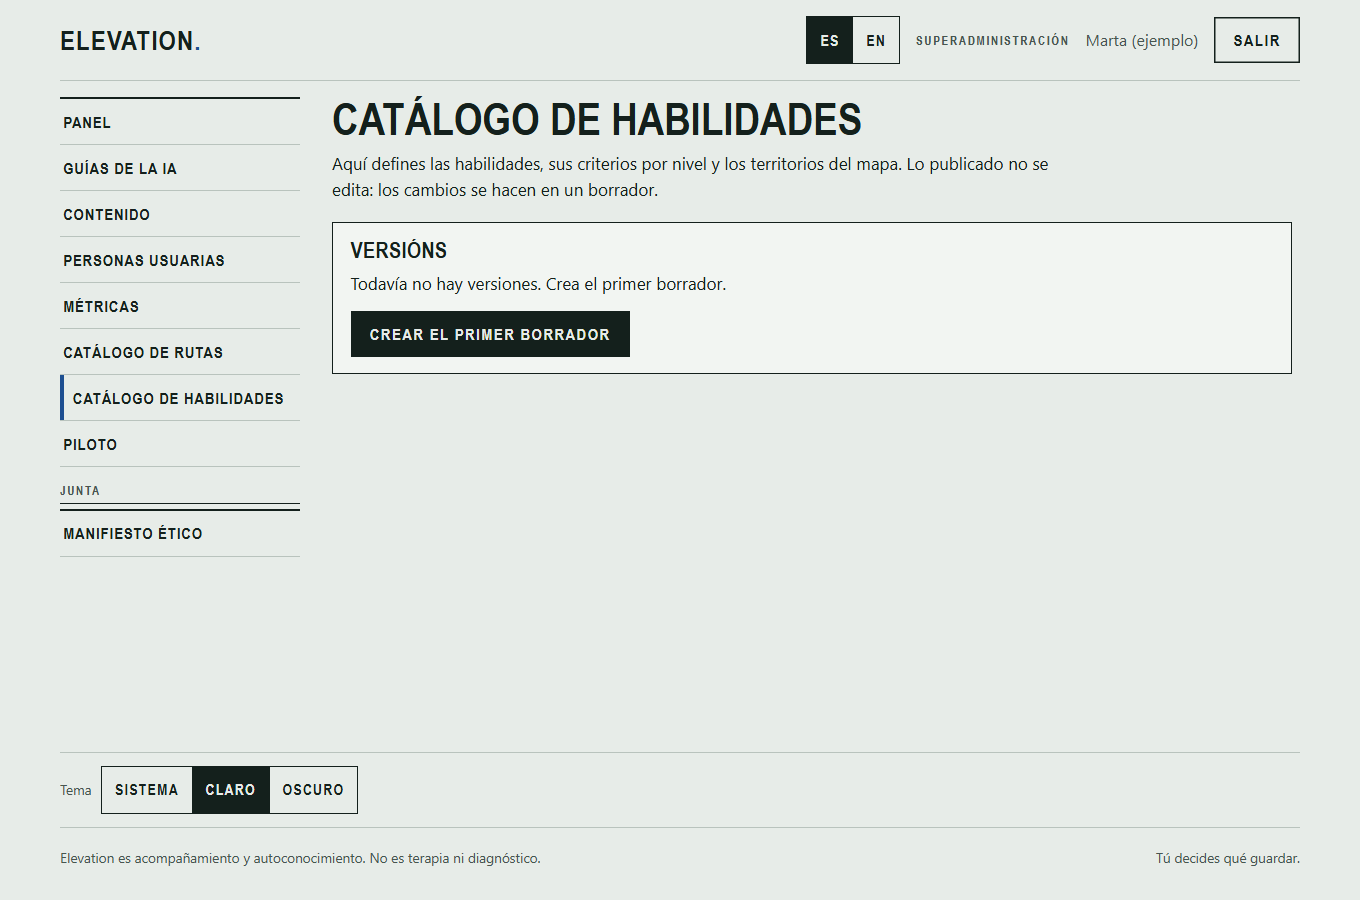 ELEVATION.
ES EN SUPERADMINISTRACIÓN Marta (ejemplo) SALIR
PANEL
GUÍAS DE LA IA
CONTENIDO
PERSONAS USUARIAS
MÉTRICAS
CATÁLOGO DE RUTAS
CATÁLOGO DE HABILIDADES
PILOTO
JUNTA
MANIFIESTO ÉTICO
CATÁLOGO DE HABILIDADES
Aquí defines las habilidades, sus criterios por nivel y los territorios del mapa. Lo publicado no se
edita: los cambios se hacen en un borrador.
VERSIÓNS
Todavía no hay versiones. Crea el primer borrador.
CREAR EL PRIMER BORRADOR
Tema SISTEMA CLARO OSCURO
Elevation es acompañamiento y autoconocimiento. No es terapia ni diagnóstico.
Tú decides qué guardar.